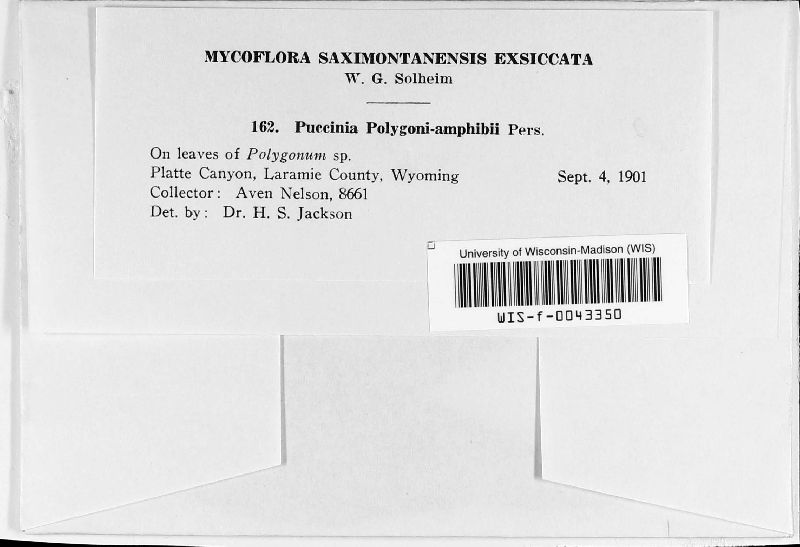 MYCOFLORA SAXIMONTANENSIS EXSICCATA
W. G. Solheim
162. Puccinia Polygoni-amphibii Pers.
On leaves of Polygonum sp.
Platte Canyon, Laramie County, Wyoming Sept. 4, 1901
Collector: Aven Nelson, 8661
Det. by: Dr. H. S. Jackson
University of Wisconsin-Madison (WIS)
WIS-f-0043350